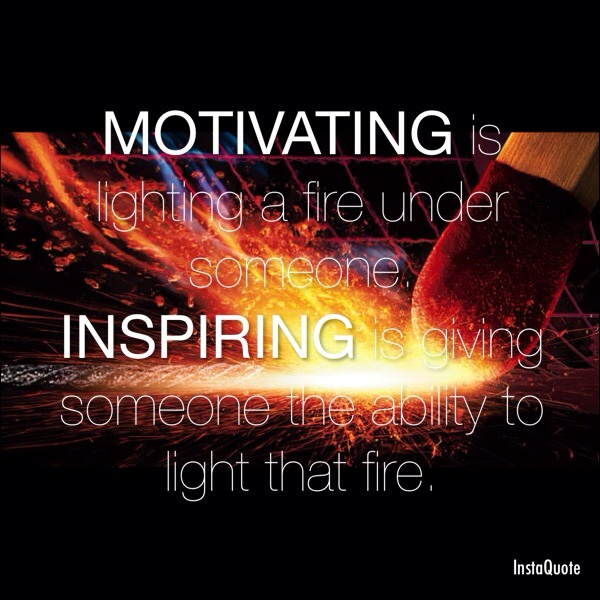 MOTIVATING is
lighting a fire under
someone.
INSPIRING is giving
someone the ability to
light that fire.
InstaQuote